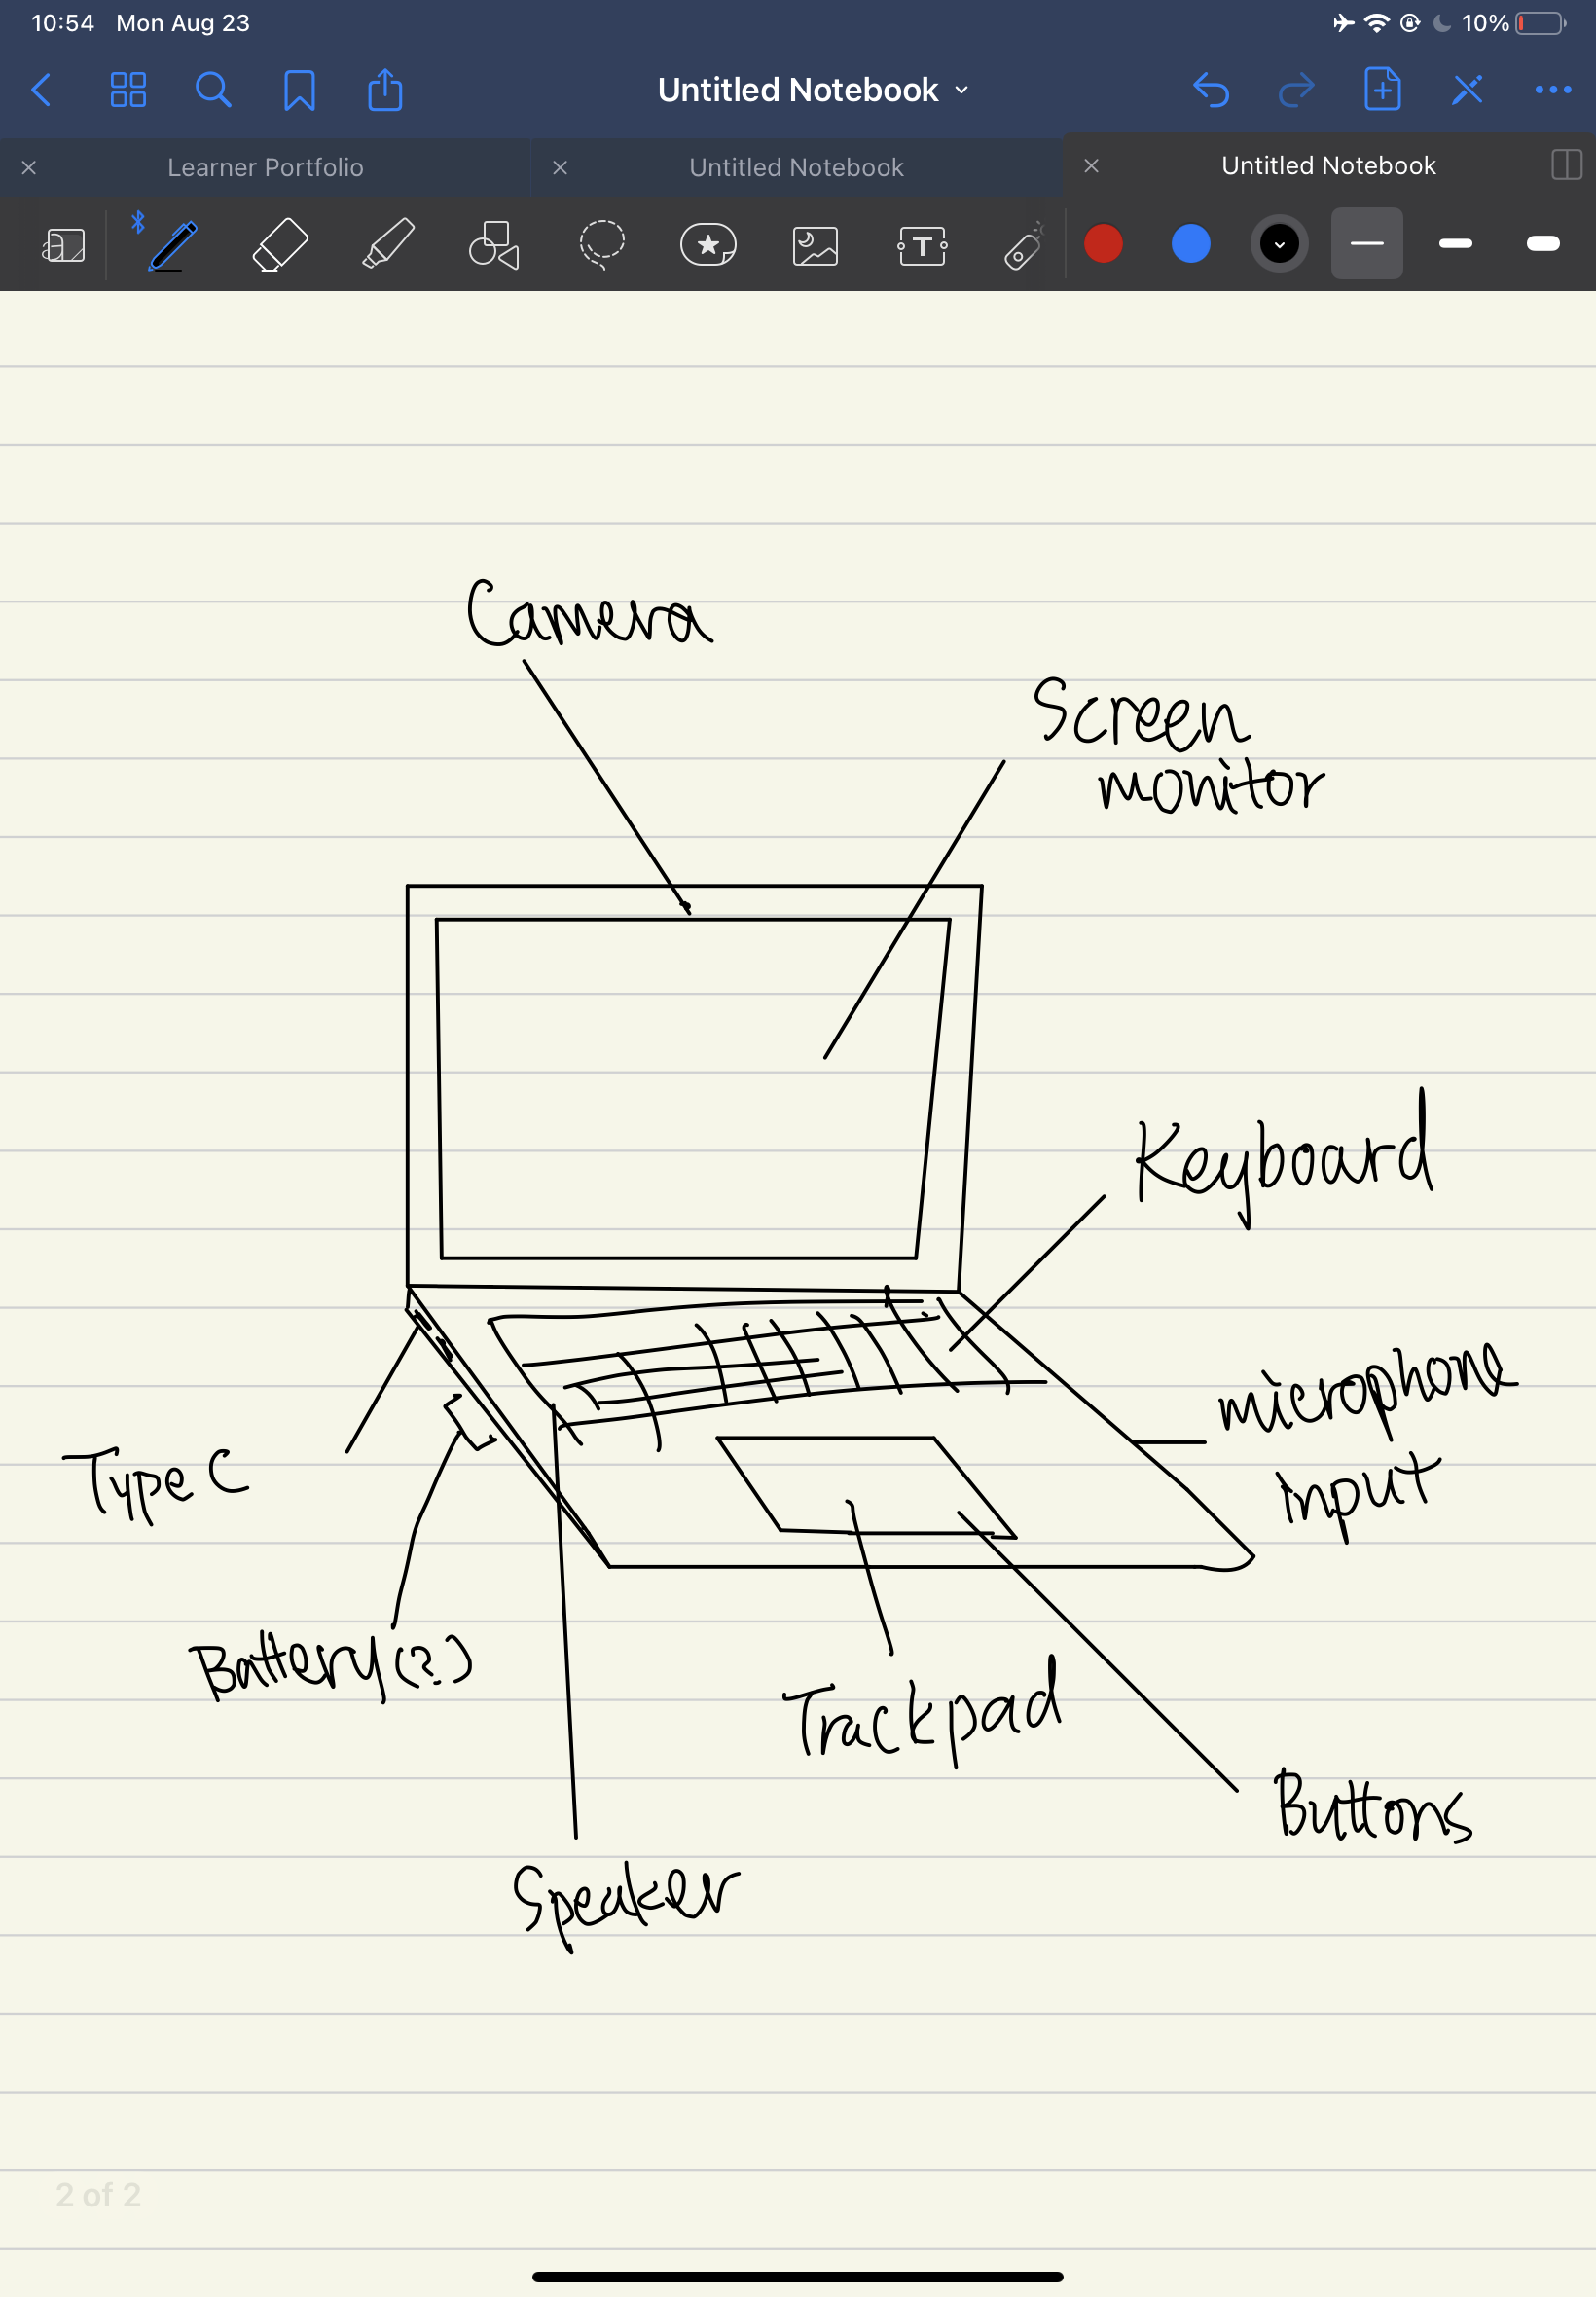 10:54 Mon Aug 23 10%
Untitled Notebook
Learner Portfolio
Untitled Notebook
Untitled Notebook
T
Camera
Screen
monitor
Keyboard
microphone
input
Type C
Battery (?)
Trackpad
Buttons
Speaker
2 of 2